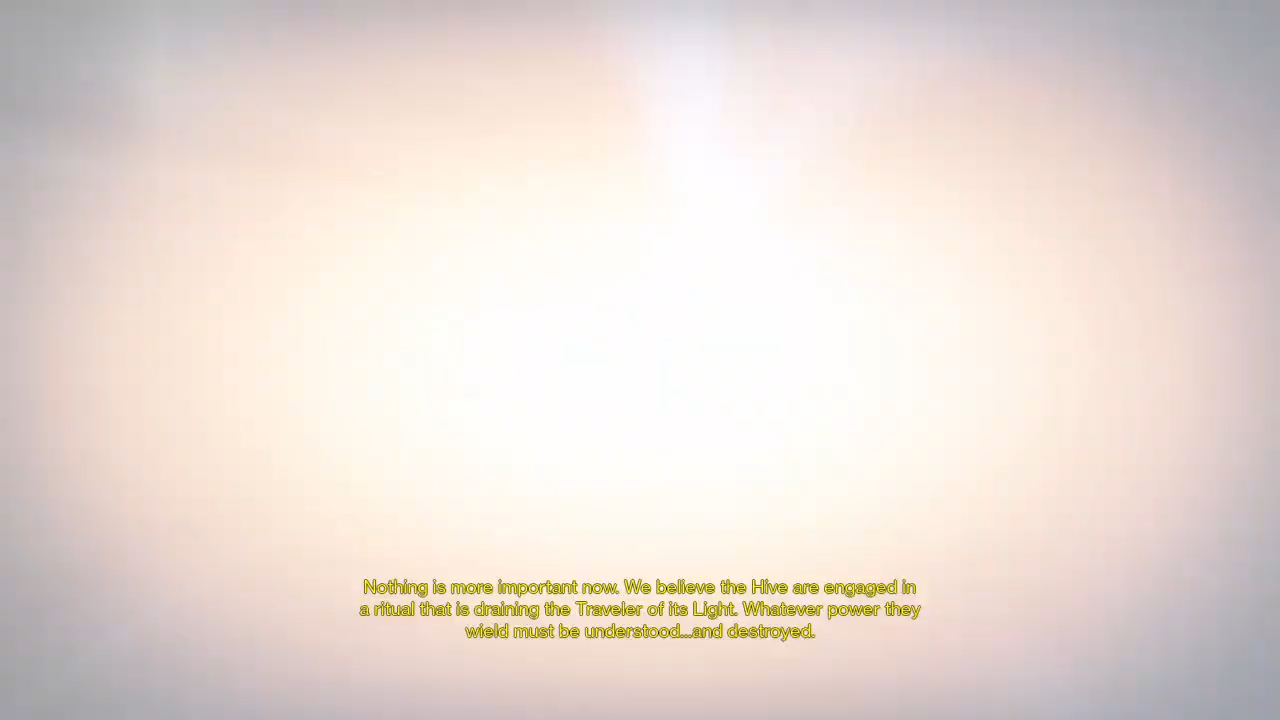 Nothing is more important now. We believe the Hive are engaged in
a ritual that is draining the Traveler of its Light. Whatever power they
wield must be understood...and destroyed.